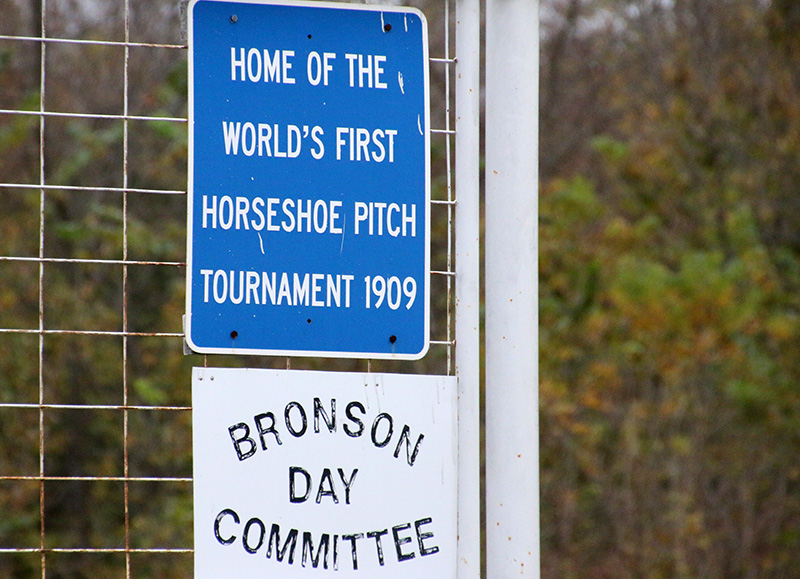 HOME OF THE
WORLD'S FIRST
HORSESHOE PITCH
TOURNAMENT 1909
BRONSON
DAY
COMMITTEE